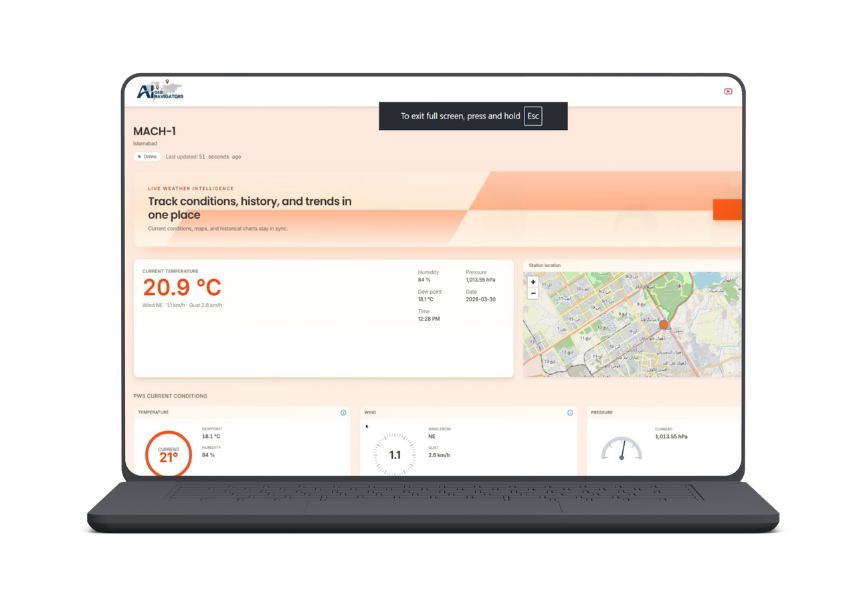 AI
NAVIGATORS
To exit full screen, press and hold Esc
MACH-1
Islamabad
Online Last updated: 51 seconds ago
LIVE WEATHER INTELLIGENCE
Track conditions, history, and trends in
one place
Current conditions, maps, and historical charts stay in sync.
CURRENT TEMPERATURE
20.9 °C
Wind NE · 1.1 km/h · Gust 2.6 km/h
Humidity
84 %
Pressure
1,013.55 hPa
Dew point
18.1 °C
Date
2026-03-30
Time
12:28 PM
Station location
+
−
PWS CURRENT CONDITIONS
TEMPERATURE
CURRENT
21°
DEWPOINT
18.1 °C
HUMIDITY
84 %
WIND
1.1
WIND FROM
NE
GUST
2.6 km/h
PRESSURE
CURRENT
1,013.55 hPa